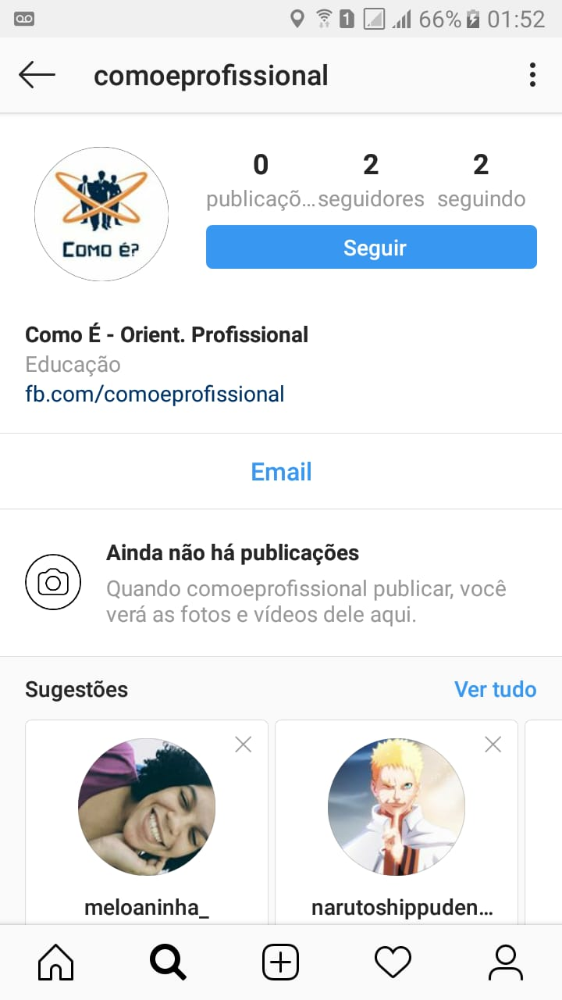 1 66% 01:52
comoeprofissional
0 2 2
publicaçõ... seguidores seguindo
Como é?
Seguir
Como É - Orient. Profissional
Educação
fb.com/comoeprofissional
Email
Ainda não há publicações
Quando comoeprofissional publicar, você
verá as fotos e vídeos dele aqui.
Sugestões Ver tudo
meloaninha_ narutoshippuden...